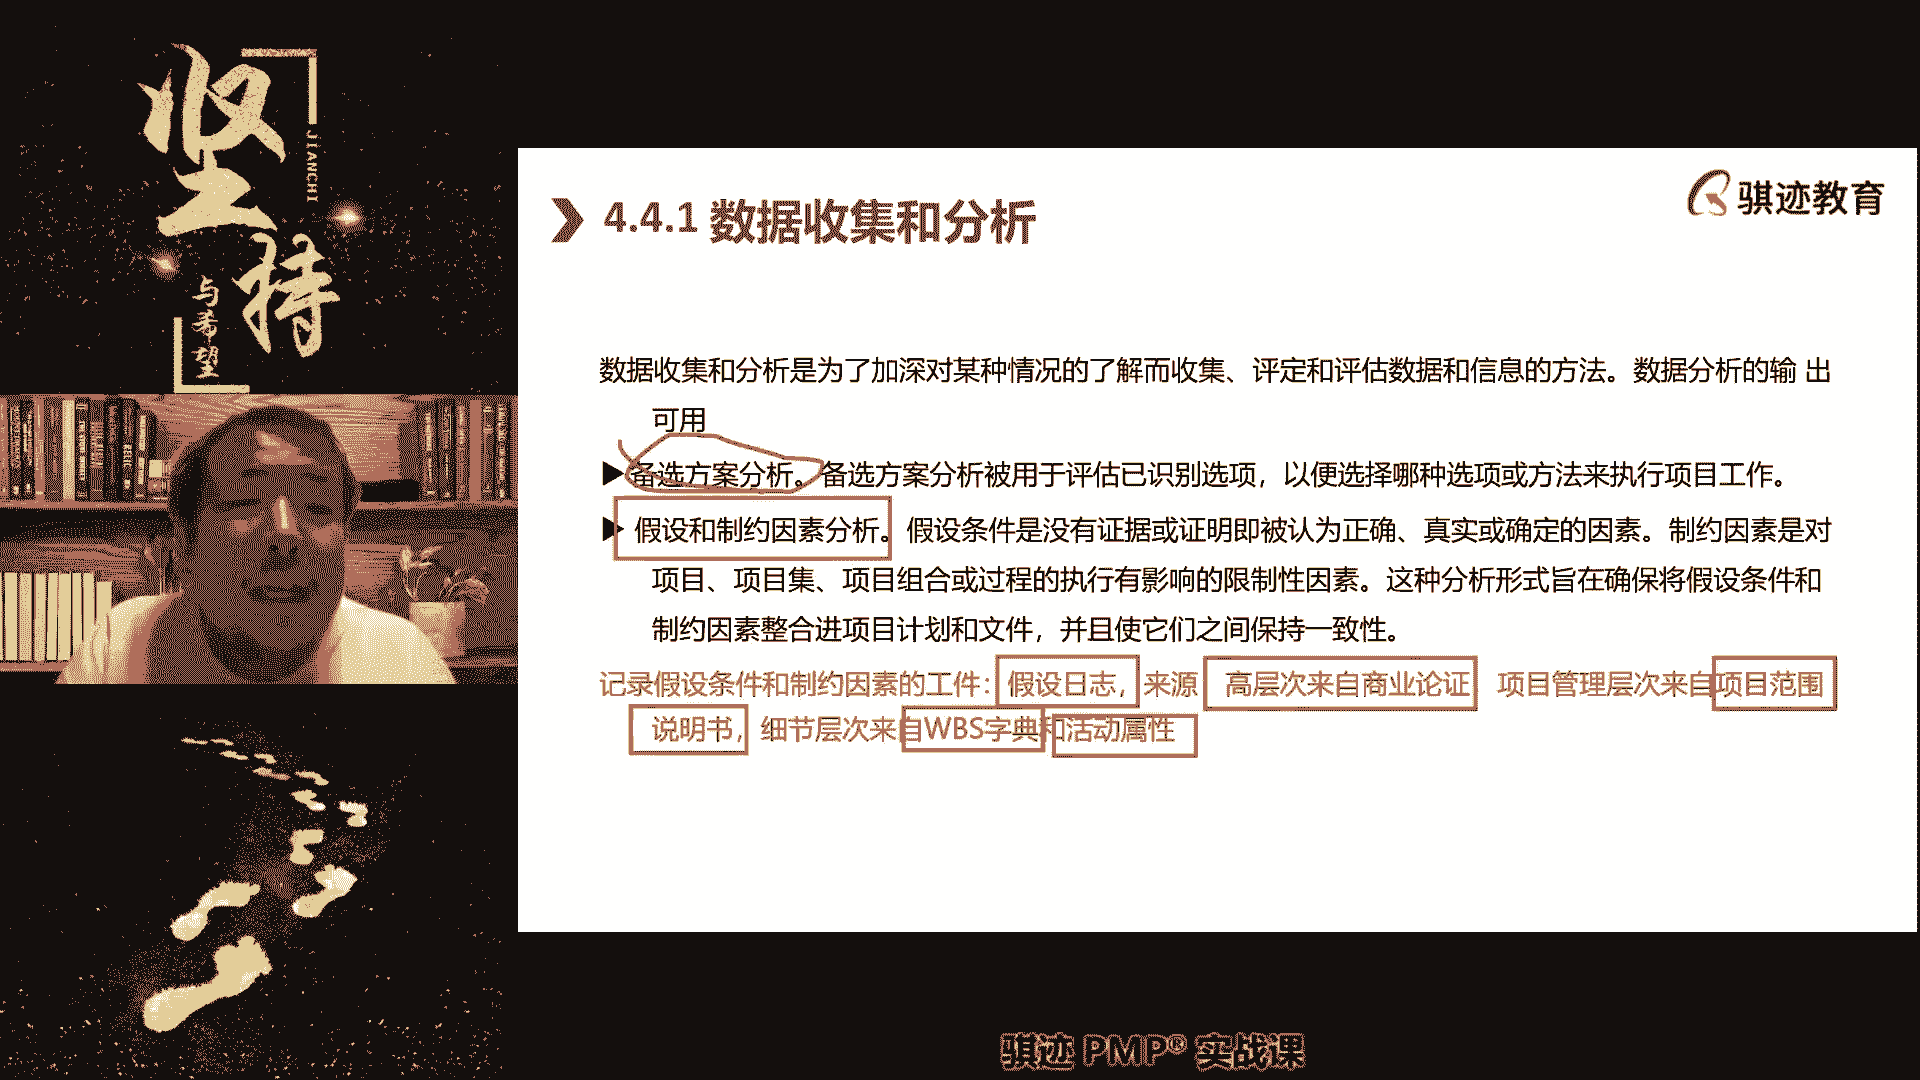 坚持
JIANCHI
与希望
骐迹教育
4.4.1 数据收集和分析
数据收集和分析是为了加深对某种情况的了解而收集、评定和评估数据和信息的方法。数据分析的输 出
可用
备选方案分析。备选方案分析被用于评估已识别选项，以便选择哪种选项或方法来执行项目工作。
假设和制约因素分析。假设条件是没有证据或证明即被认为正确、真实或确定的因素。制约因素是对
项目、项目集、项目组合或过程的执行有影响的限制性因素。这种分析形式旨在确保将假设条件和
制约因素整合进项目计划和文件，并且使它们之间保持一致性。
记录假设条件和制约因素的工件：假设日志，来源 高层次来自商业论证 项目管理层次来自项目范围
说明书，细节层次来自WBS字典和活动属性
骐迹 PMP® 实战课